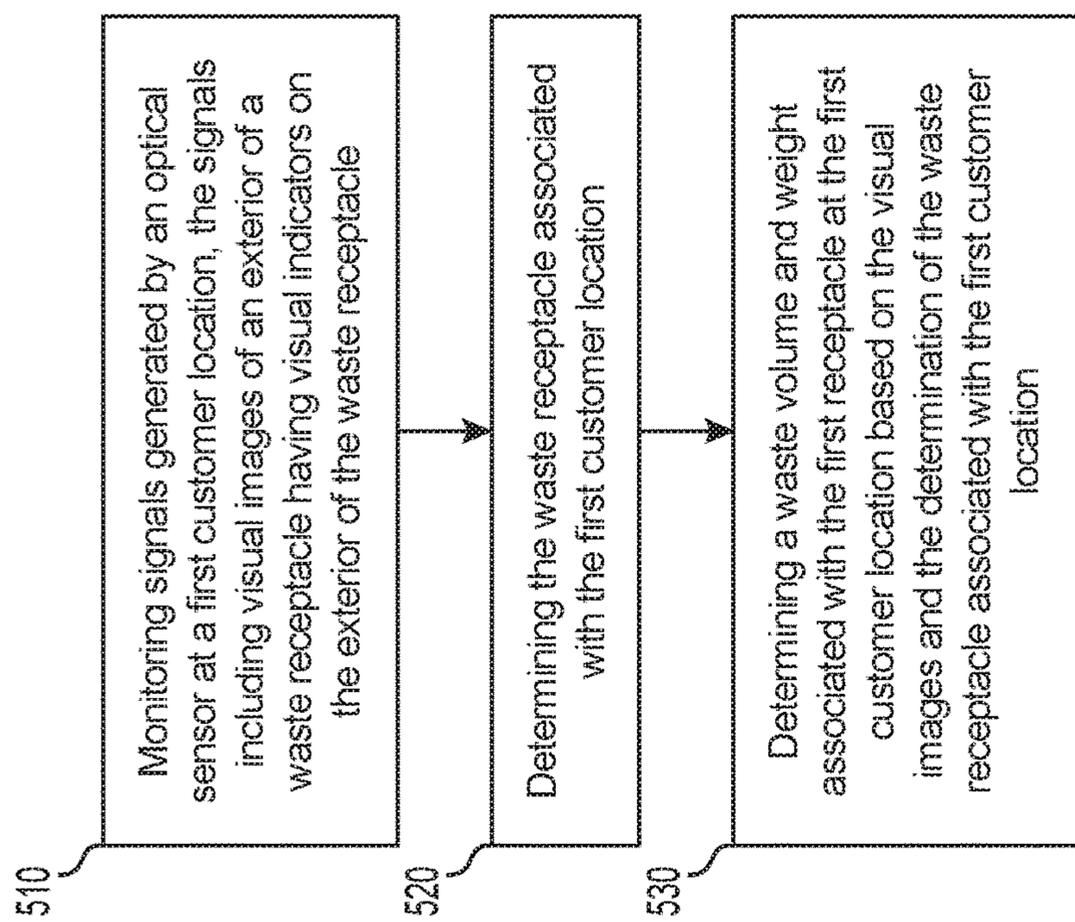 510
Monitoring signals generated by an optical
sensor at a first customer location, the signals
including visual images of an exterior of a
waste receptacle having visual indicators on
the exterior of the waste receptacle
520
Determining the waste receptacle associated
with the first customer location
530
Determining a waste volume and weight
associated with the first receptacle at the first
customer location based on the visual
images and the determination of the waste
receptacle associated with the first customer
location